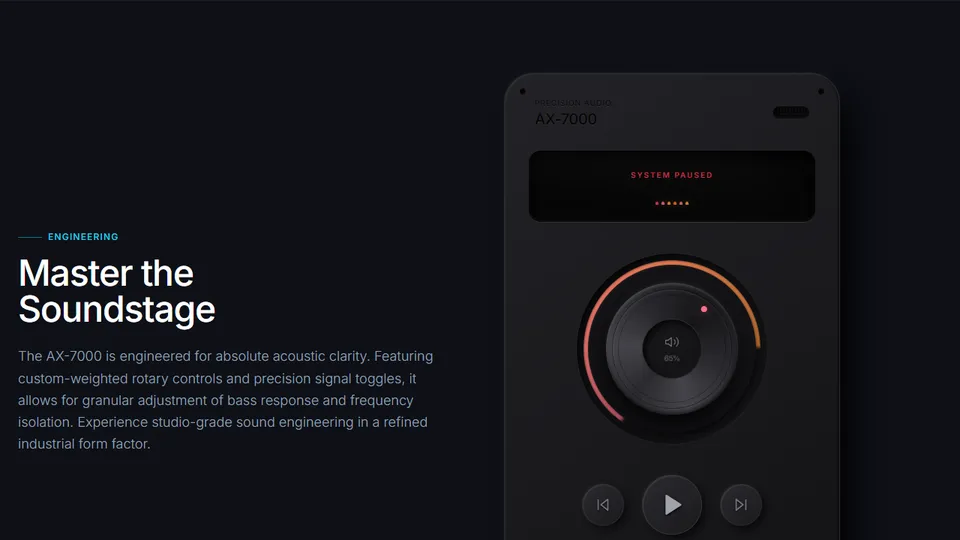 ENGINEERING
Master the
Soundstage
The AX-7000 is engineered for absolute acoustic clarity. Featuring
custom-weighted rotary controls and precision signal toggles, it
allows for granular adjustment of bass response and frequency
isolation. Experience studio-grade sound engineering in a refined
industrial form factor.
PRECISION AUDIO
AX-7000
SYSTEM PAUSED
65%